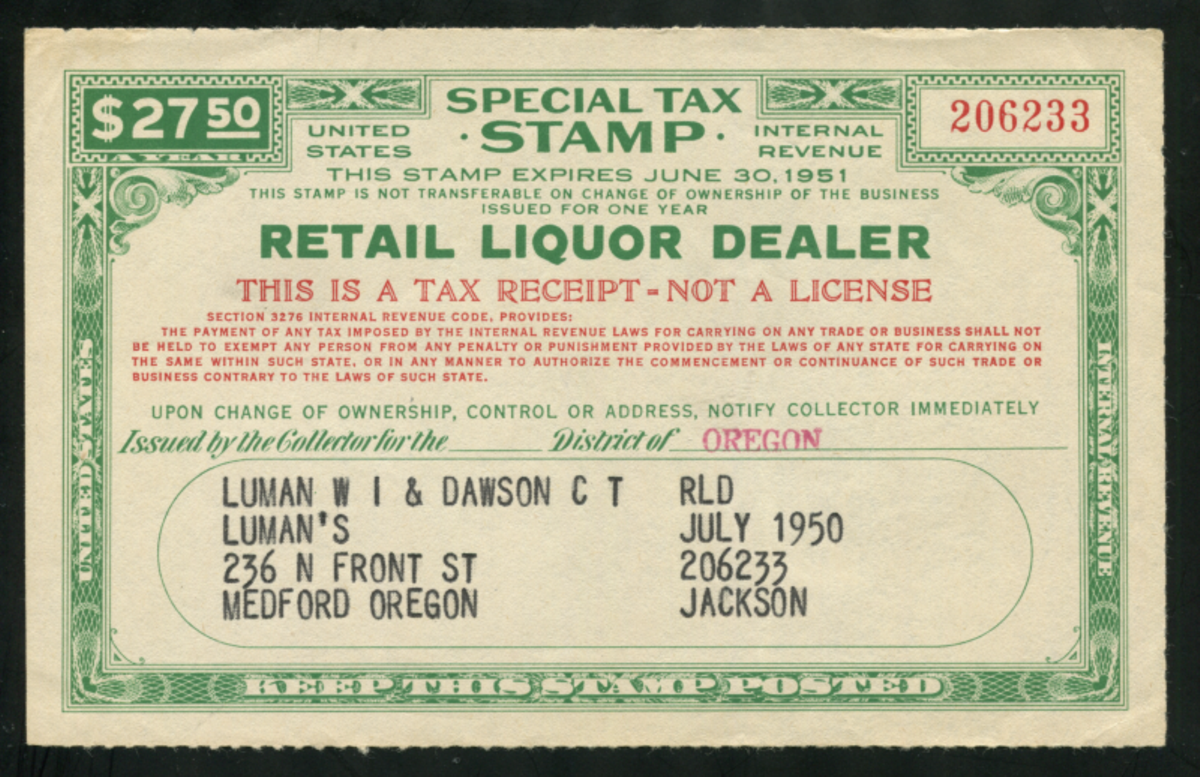 $27 50
A YEAR
SPECIAL TAX
· STAMP ·
UNITED
STATES
INTERNAL
REVENUE
206233
THIS STAMP EXPIRES JUNE 30, 1951
THIS STAMP IS NOT TRANSFERABLE ON CHANGE OF OWNERSHIP OF THE BUSINESS
ISSUED FOR ONE YEAR
RETAIL LIQUOR DEALER
THIS IS A TAX RECEIPT - NOT A LICENSE
SECTION 3276 INTERNAL REVENUE CODE, PROVIDES:
THE PAYMENT OF ANY TAX IMPOSED BY THE INTERNAL REVENUE LAWS FOR CARRYING ON ANY TRADE OR BUSINESS SHALL NOT
BE HELD TO EXEMPT ANY PERSON FROM ANY PENALTY OR PUNISHMENT PROVIDED BY THE LAWS OF ANY STATE FOR CARRYING ON
THE SAME WITHIN SUCH STATE, OR IN ANY MANNER TO AUTHORIZE THE COMMENCEMENT OR CONTINUANCE OF SUCH TRADE OR
BUSINESS CONTRARY TO THE LAWS OF SUCH STATE.
UPON CHANGE OF OWNERSHIP, CONTROL OR ADDRESS, NOTIFY COLLECTOR IMMEDIATELY
Issued by the Collector for the ______ District of OREGON
LUMAN W I & DAWSON C T RLD
LUMAN'S JULY 1950
236 N FRONT ST 206233
MEDFORD OREGON JACKSON
UNITED STATES
INTERNAL REVENUE
KEEP THIS STAMP POSTED